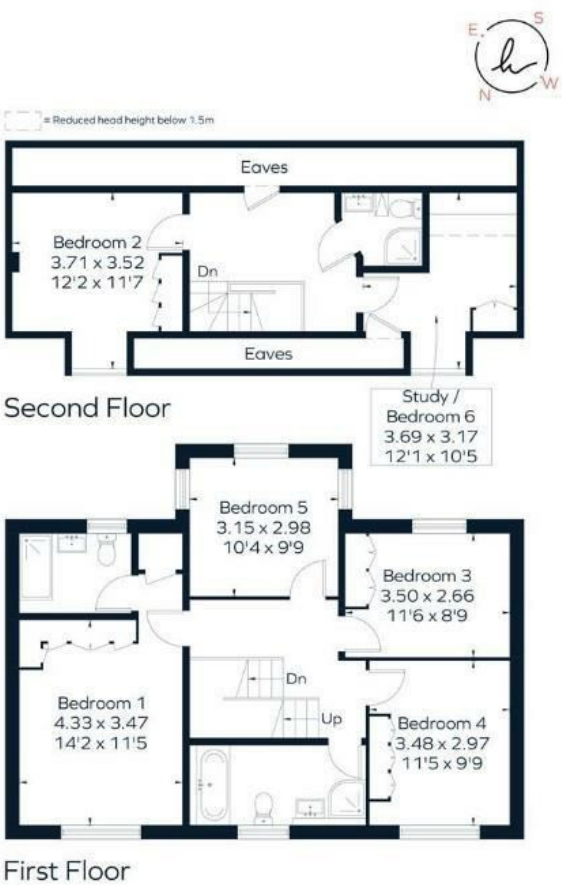 S
E.
W
N
= Reduced head height below 1.5m
Eaves
Bedroom 2
3.71 x 3.52
12'2 x 11'7
Dn
Eaves
Second Floor
Study /
Bedroom 6
3.69 x 3.17
12'1 x 10'5
Bedroom 5
3.15 x 2.98
10'4 x 9'9
Bedroom 3
3.50 x 2.66
11'6 x 8'9
Bedroom 1
4.33 x 3.47
14'2 x 11'5
Dn
Up
Bedroom 4
3.48 x 2.97
11'5 x 9'9
First Floor